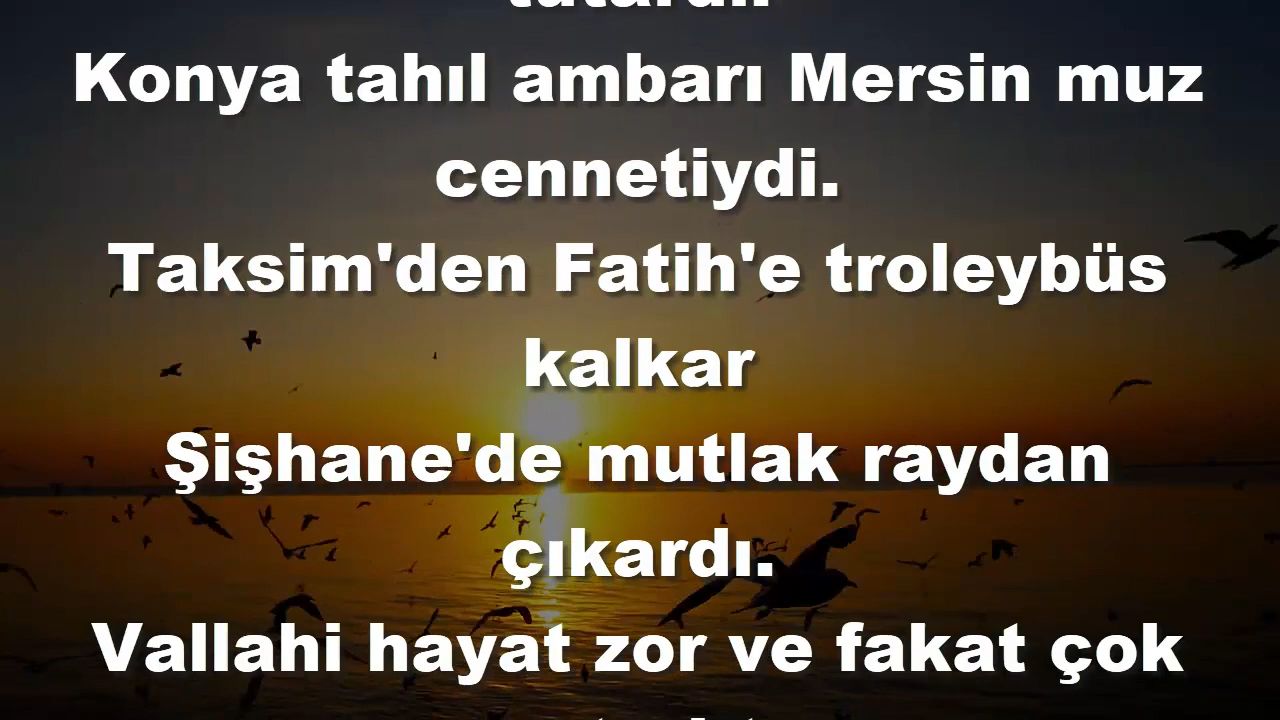 Konya tahıl ambarı Mersin muz
cennetiydi.
Taksim'den Fatih'e troleybüs
kalkar
Şişhane'de mutlak raydan
çıkardı.
Vallahi hayat zor ve fakat çok